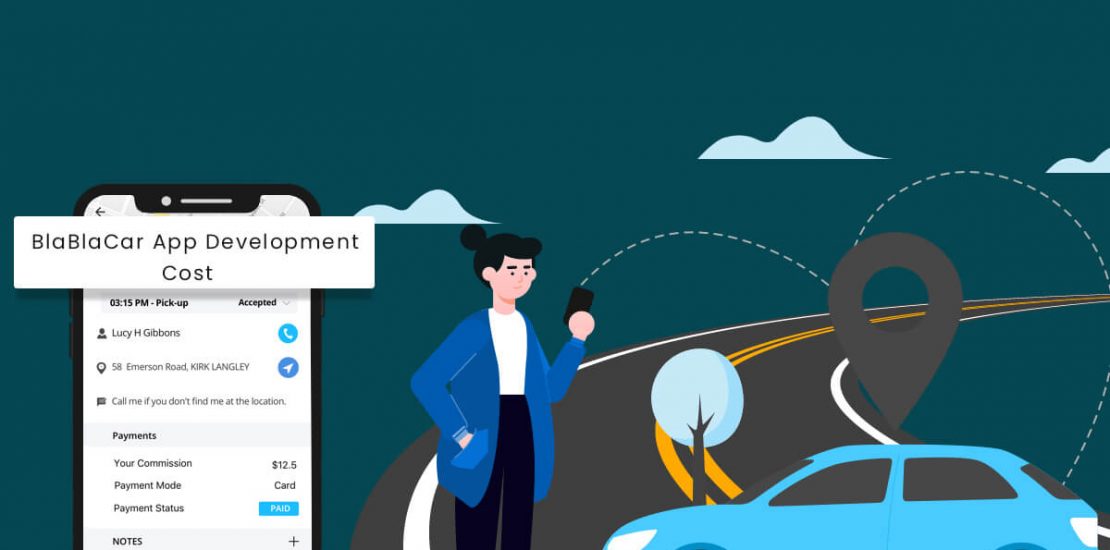 BlaBlaCar App Development
Cost
03:15 PM - Pick-up Accepted
Lucy H Gibbons
58 Emerson Road, KIRK LANGLEY
Call me if you don't find me at the location.
Payments
Your Commission $12.5
Payment Mode Card
Payment Status PAID
NOTES +